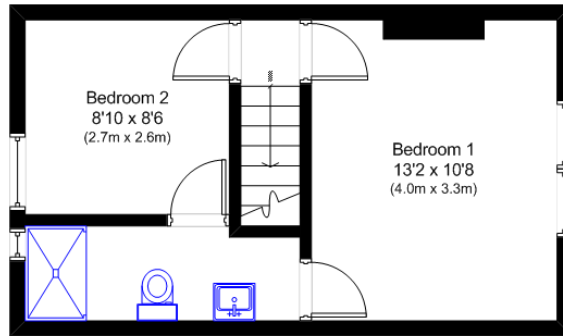 Bedroom 2
8'10 x 8'6
(2.7m x 2.6m)
Bedroom 1
13'2 x 10'8
(4.0m x 3.3m)